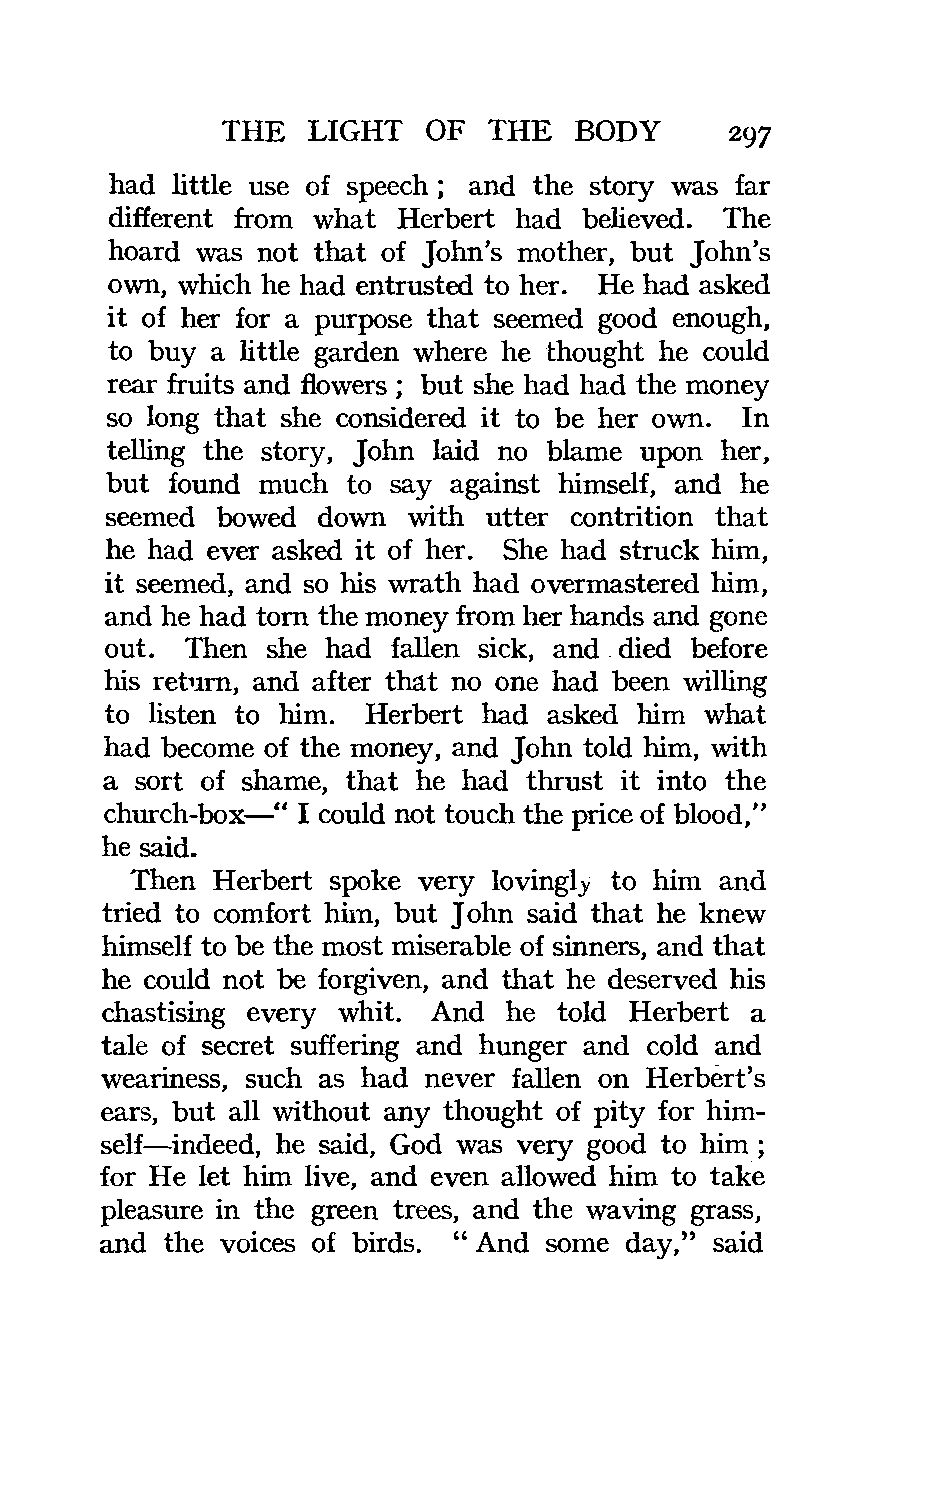 THE LIGHT OF THE BODY 297
had little use of speech ; and the story was far
different from what Herbert had believed. The
hoard was not that of John's mother, but John's
own, which he had entrusted to her. He had asked
it of her for a purpose that seemed good enough,
to buy a little garden where he thought he could
rear fruits and flowers ; but she had had the money
so long that she considered it to be her own. In
telling the story, John laid no blame upon her,
but found much to say against himself, and he
seemed bowed down with utter contrition that
he had ever asked it of her. She had struck him,
it seemed, and so his wrath had overmastered him,
and he had torn the money from her hands and gone
out. Then she had fallen sick, and died before
his return, and after that no one had been willing
to listen to him. Herbert had asked him what
had become of the money, and John told him, with
a sort of shame, that he had thrust it into the
church-box—“ I could not touch the price of blood,”
he said.
Then Herbert spoke very lovingly to him and
tried to comfort him, but John said that he knew
himself to be the most miserable of sinners, and that
he could not be forgiven, and that he deserved his
chastising every whit. And he told Herbert a
tale of secret suffering and hunger and cold and
weariness, such as had never fallen on Herbert's
ears, but all without any thought of pity for him-
self—indeed, he said, God was very good to him ;
for He let him live, and even allowed him to take
pleasure in the green trees, and the waving grass,
and the voices of birds. “ And some day,” said